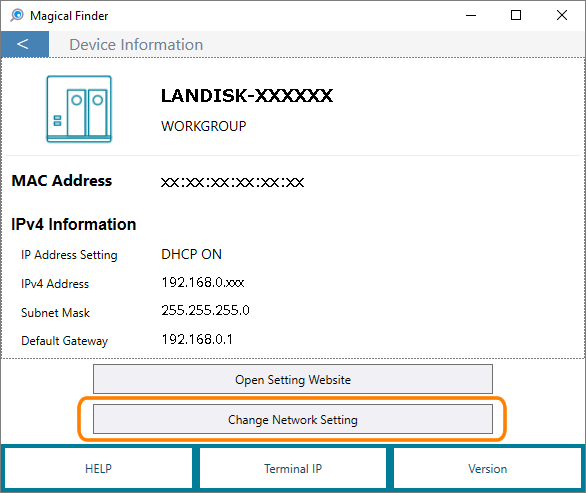 Magical Finder
< Device Information
LANDISK-XXXXXX
WORKGROUP
MAC Address xx:xx:xx:xx:xx:xx
IPv4 Information
IP Address Setting DHCP ON
IPv4 Address 192.168.0.xxx
Subnet Mask 255.255.255.0
Default Gateway 192.168.0.1
Open Setting Website
Change Network Setting
HELP Terminal IP Version